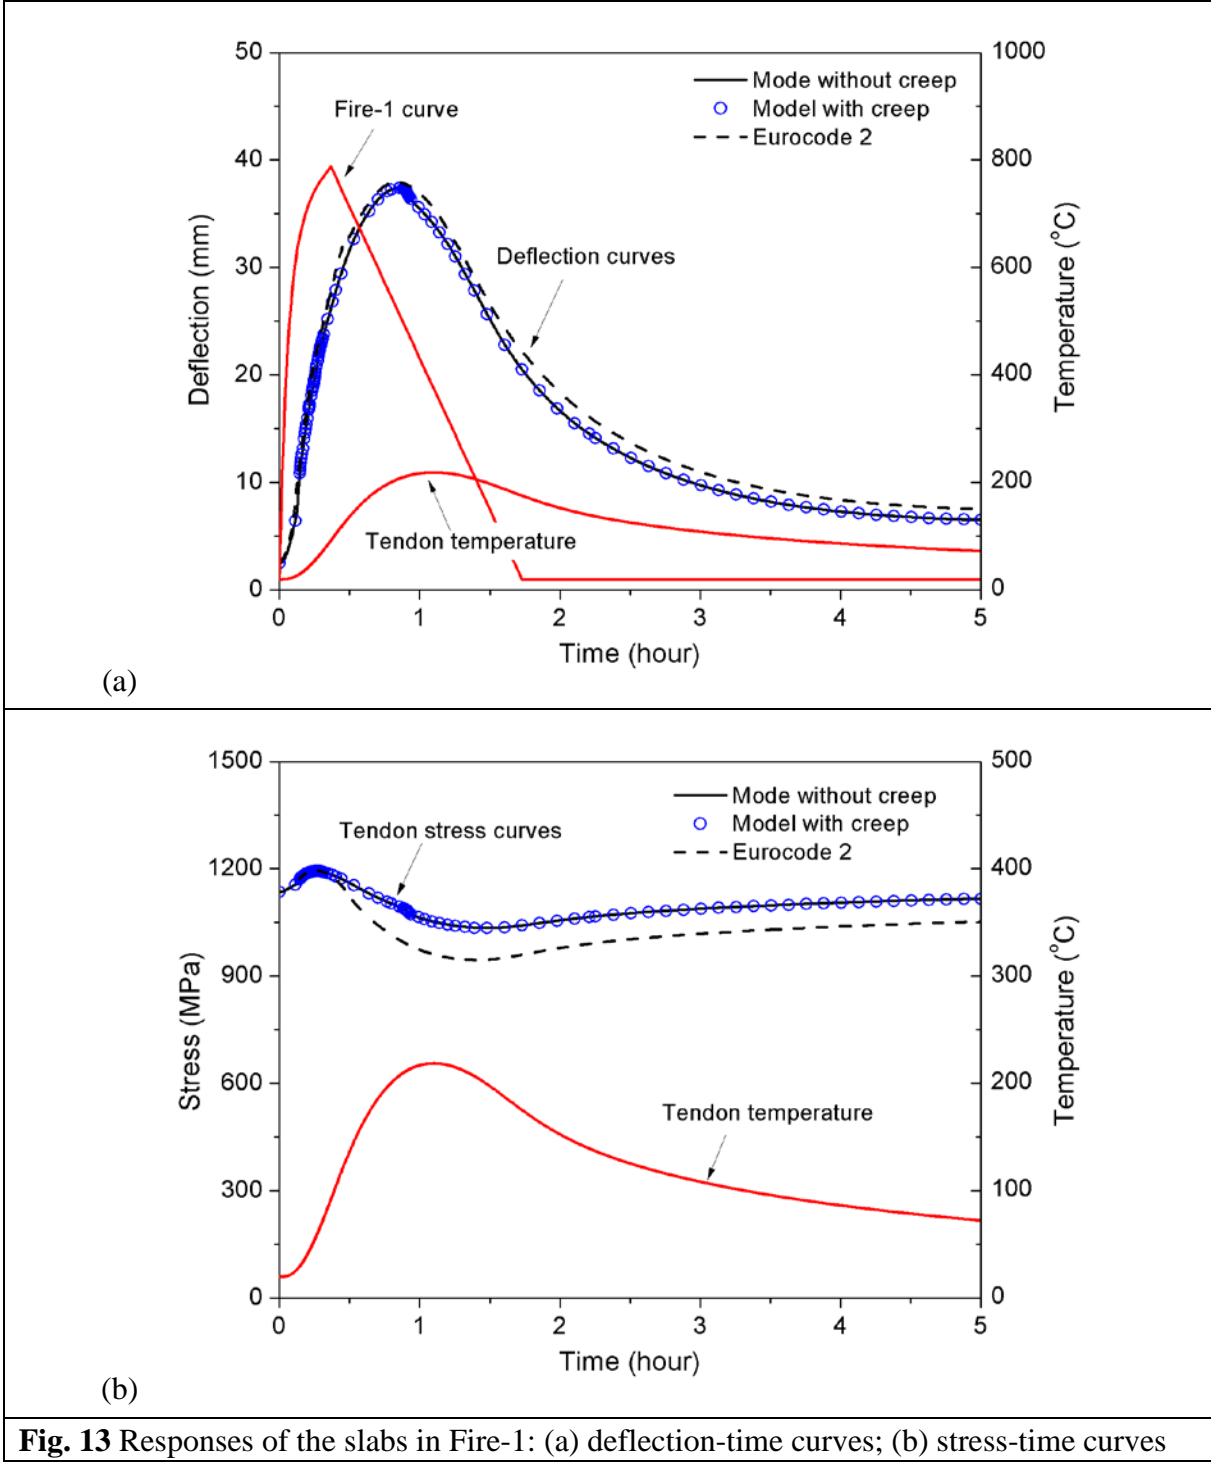 50
40
30
20
10
0
1000
800
600
400
200
0
Deflection (mm)
Temperature (°C)
Mode without creep
Model with creep
Eurocode 2
Fire-1 curve
Deflection curves
Tendon temperature
0 1 2 3 4 5
Time (hour)
(a)
1500
1200
900
600
300
0
500
400
300
200
100
0
Stress (MPa)
Temperature (°C)
Mode without creep
Model with creep
Eurocode 2
Tendon stress curves
Tendon temperature
0 1 2 3 4 5
Time (hour)
(b)
Fig. 13 Responses of the slabs in Fire-1: (a) deflection-time curves; (b) stress-time curves